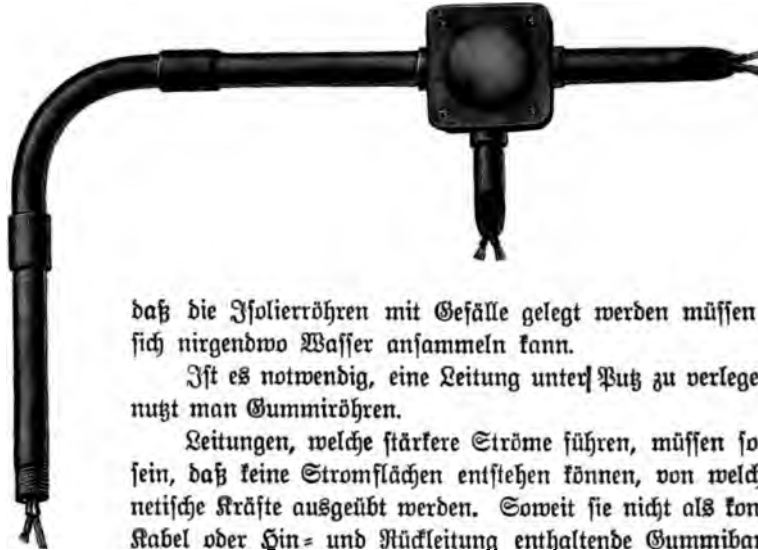 daß die Isolierröhren mit Gefälle gelegt werden müssen
sich nirgendwo Wasser ansammeln kann.
Ist es notwendig, eine Leitung unter Putz zu verlege
nutzt man Gummiröhren.
Leitungen, welche stärkere Ströme führen, müssen so
sein, daß keine Stromflächen entstehen können, von welch
netische Kräfte ausgeübt werden. Soweit sie nicht als kon
Kabel oder Hin= und Rückleitung enthaltende Gummiban